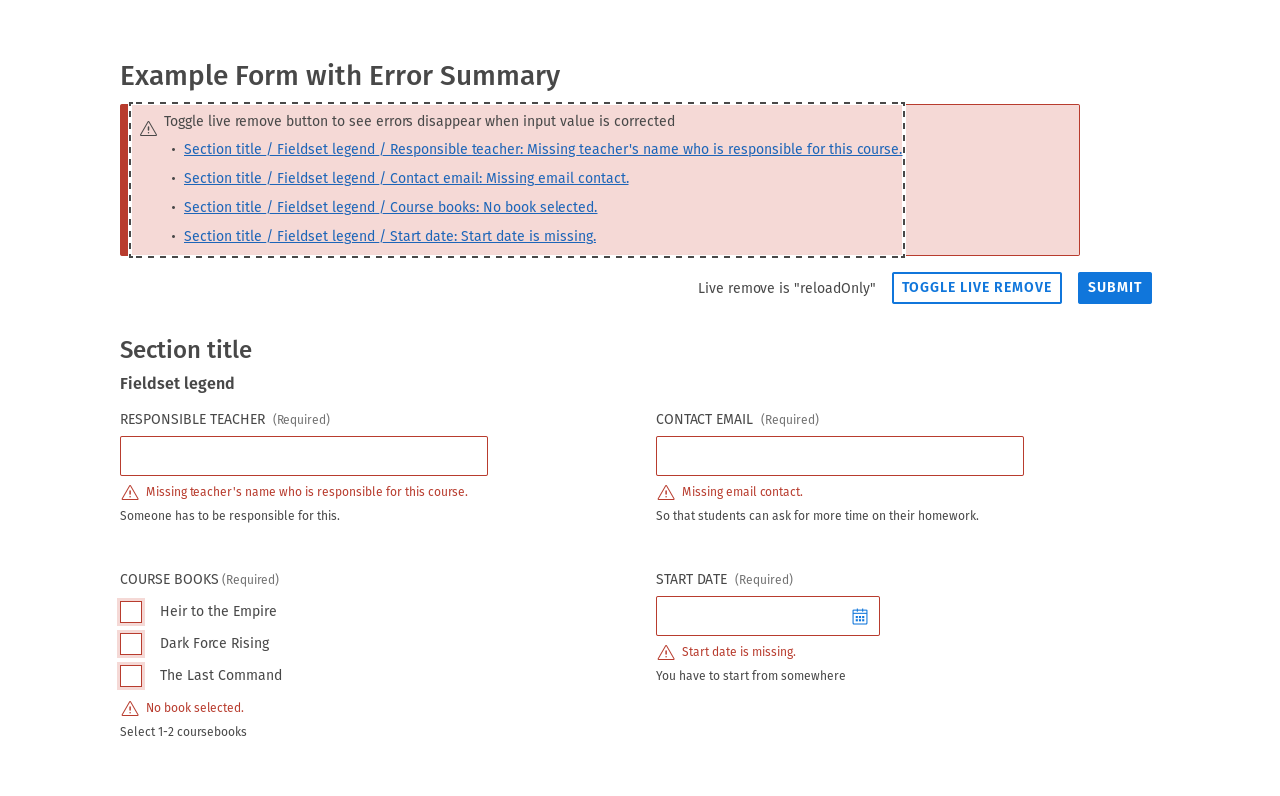 Example Form with Error Summary
Toggle live remove button to see errors disappear when input value is corrected
• Section title / Fieldset legend / Responsible teacher: Missing teacher's name who is responsible for this course.
• Section title / Fieldset legend / Contact email: Missing email contact.
• Section title / Fieldset legend / Course books: No book selected.
• Section title / Fieldset legend / Start date: Start date is missing.
Live remove is "reloadOnly" TOGGLE LIVE REMOVE SUBMIT
Section title
Fieldset legend
RESPONSIBLE TEACHER (Required)
Missing teacher's name who is responsible for this course.
Someone has to be responsible for this.
CONTACT EMAIL (Required)
Missing email contact.
So that students can ask for more time on their homework.
COURSE BOOKS (Required)
Heir to the Empire
Dark Force Rising
The Last Command
No book selected.
Select 1-2 coursebooks
START DATE (Required)
Start date is missing.
You have to start from somewhere